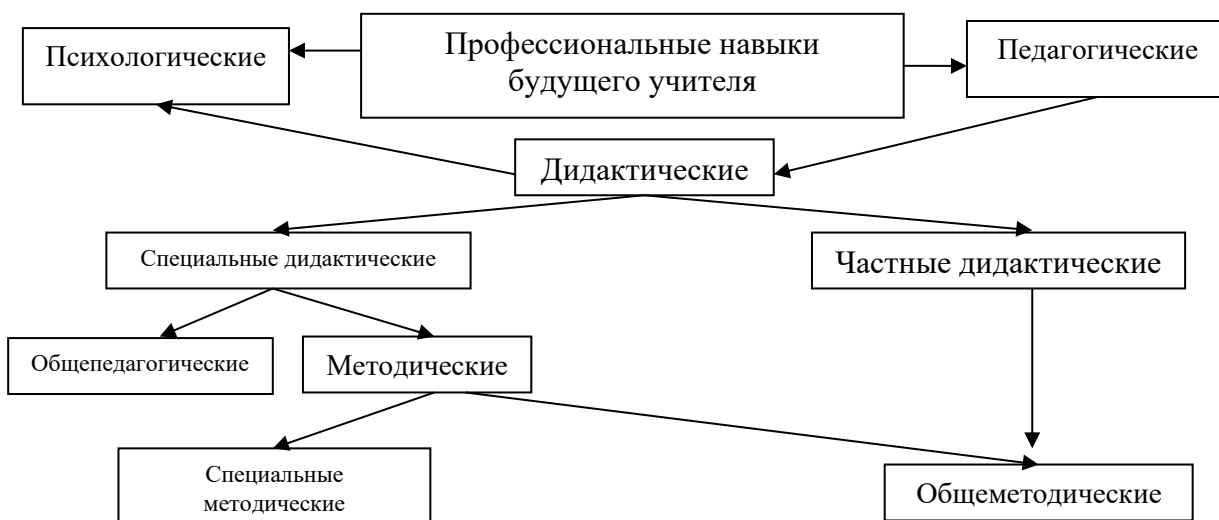 Психологические
Профессиональные навыки
будущего учителя
Педагогические
Дидактические
Специальные дидактические
Частные дидактические
Общепедагогические
Методические
Специальные
методические
Общеметодические